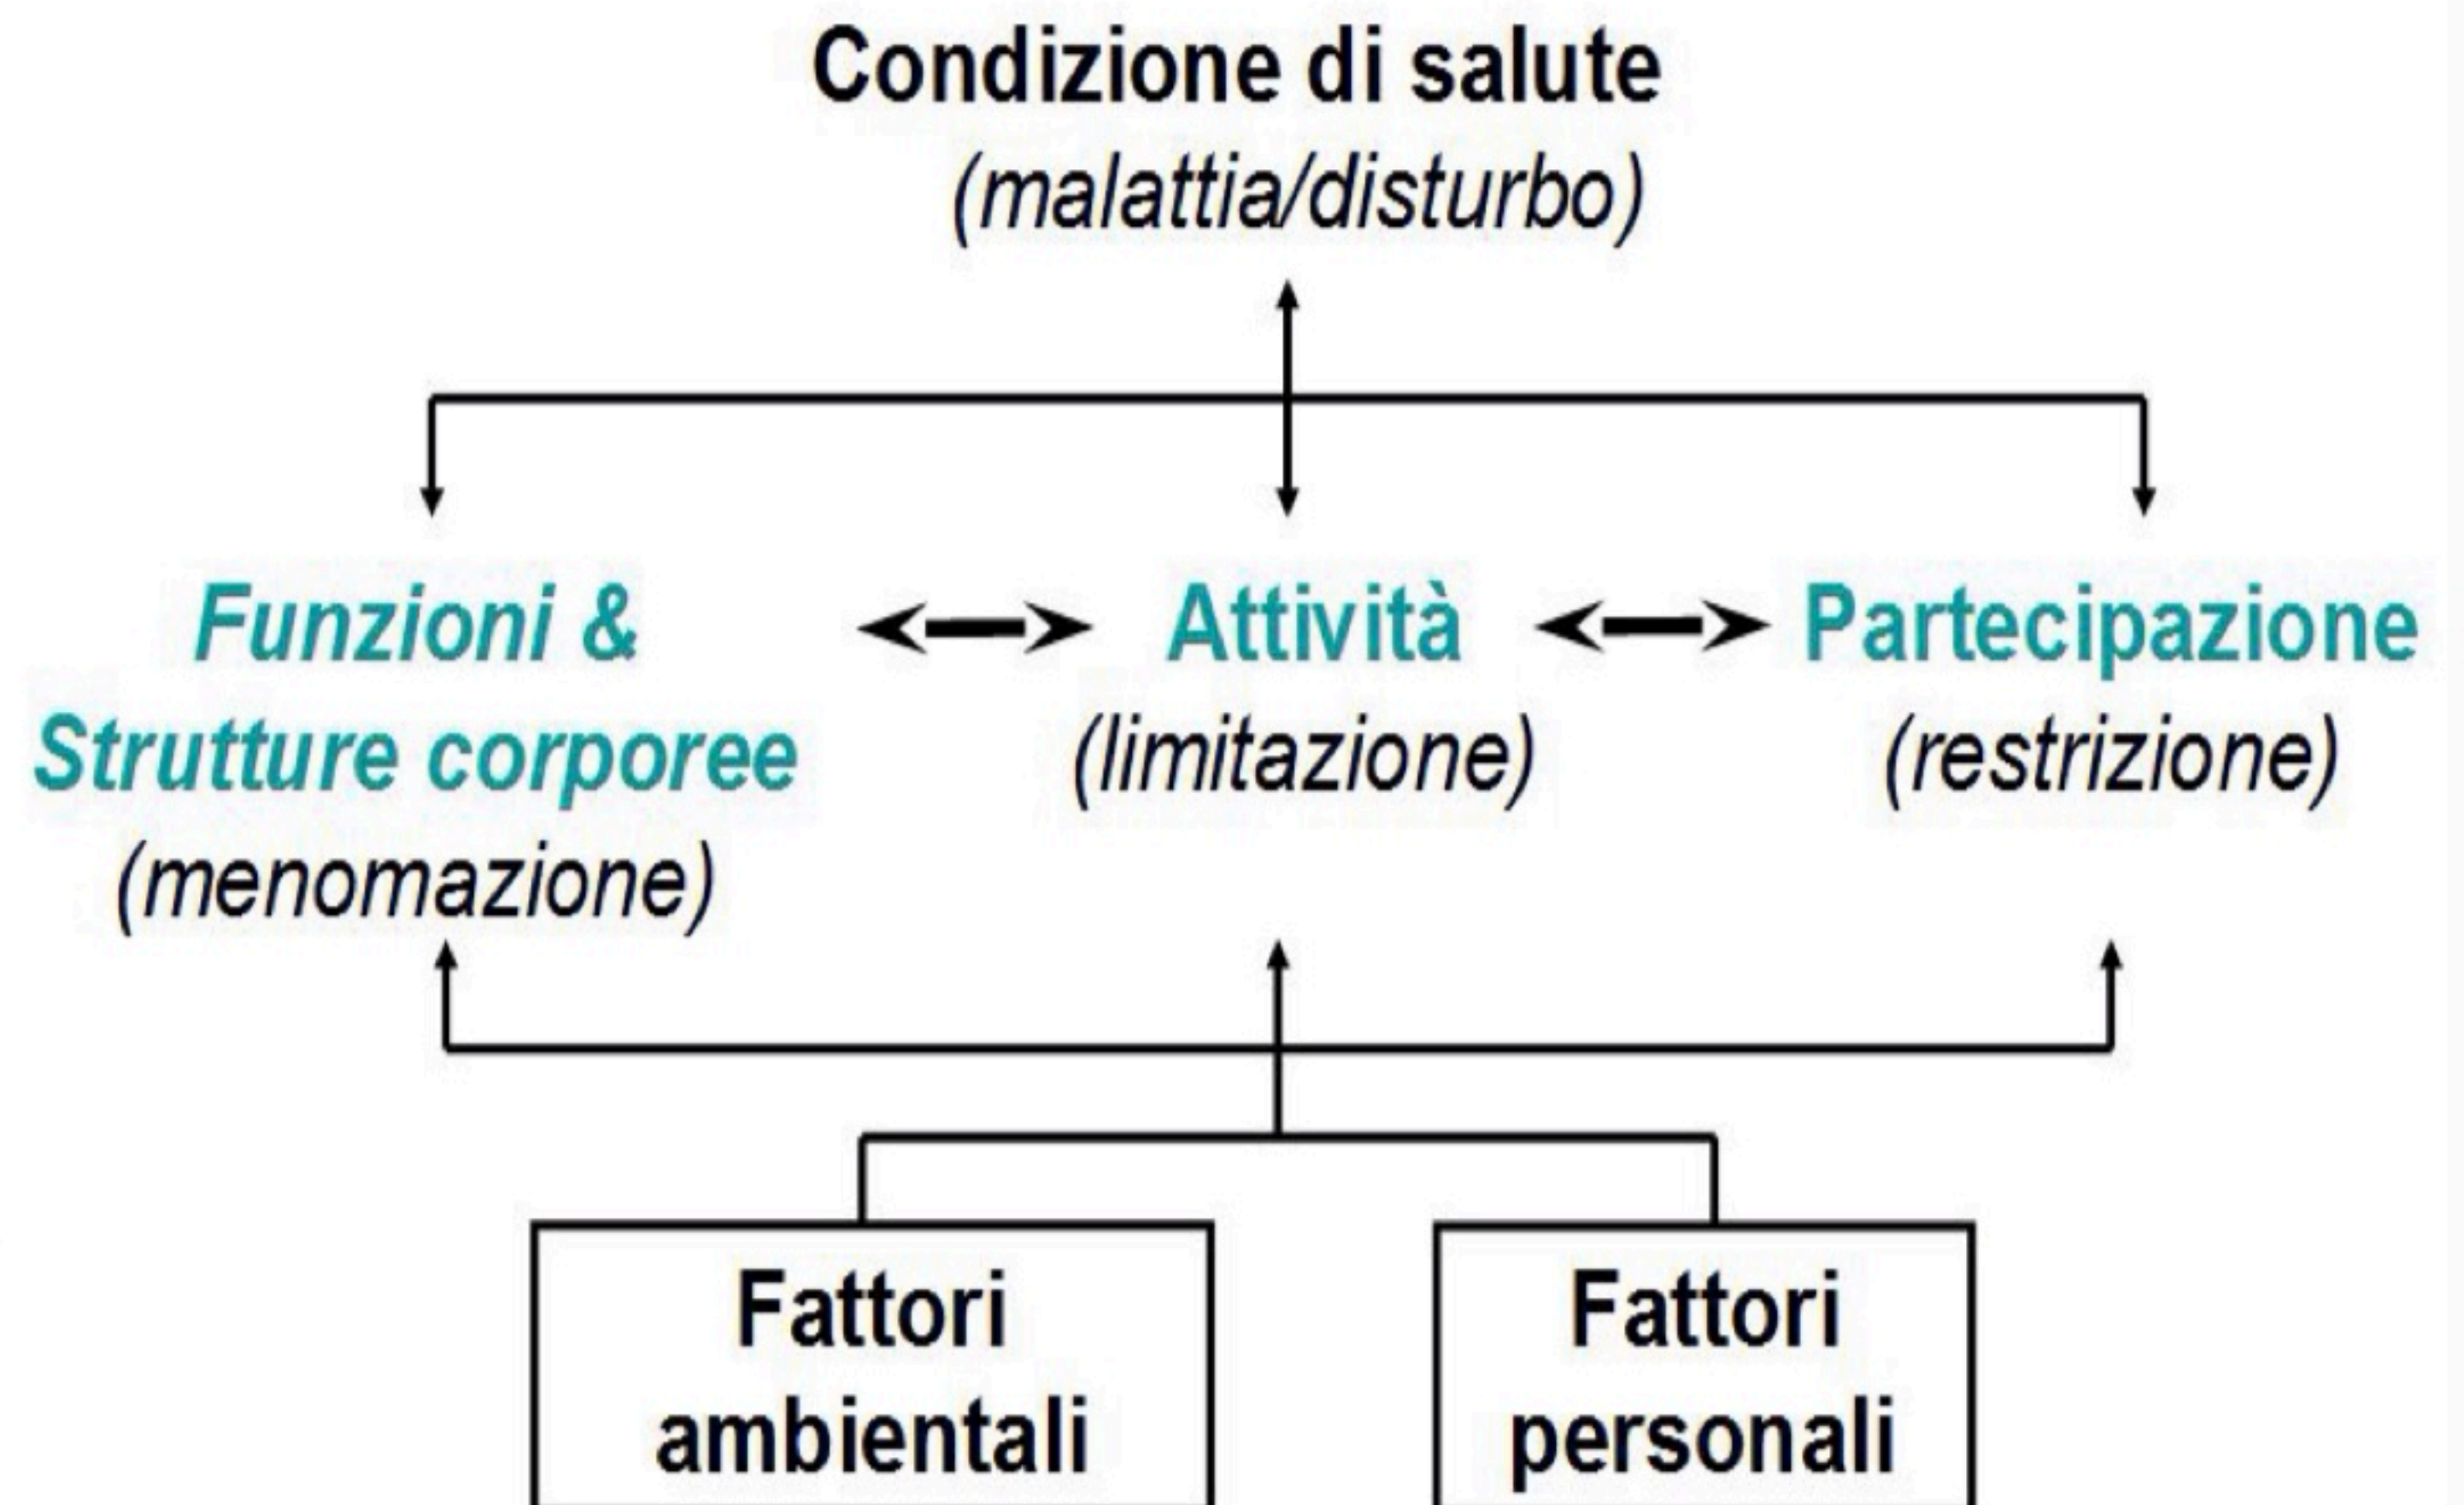 Condizione di salute
(malattia/disturbo)
Funzioni &
Strutture corporee
(menomazione)
Attività
(limitazione)
Partecipazione
(restrizione)
Fattori
ambientali
Fattori
personali